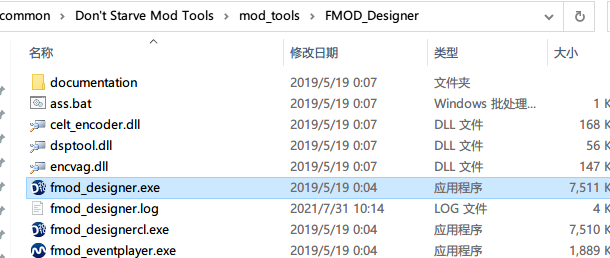 common > Don't Starve Mod Tools > mod_tools > FMOD_Designer
名称 修改日期 类型 大小
documentation 2019/5/19 0:07 文件夹
ass.bat 2019/5/19 0:07 Windows 批处理... 1 K
celt_encoder.dll 2019/5/19 0:07 DLL 文件 168 K
dsptool.dll 2019/5/19 0:07 DLL 文件 56 K
encvag.dll 2019/5/19 0:07 DLL 文件 147 K
fmod_designer.exe 2019/5/19 0:04 应用程序 7,511 K
fmod_designer.log 2021/7/31 10:14 LOG 文件 4 K
fmod_designercl.exe 2019/5/19 0:04 应用程序 7,510 K
fmod_eventplayer.exe 2019/5/19 0:04 应用程序 1,889 K